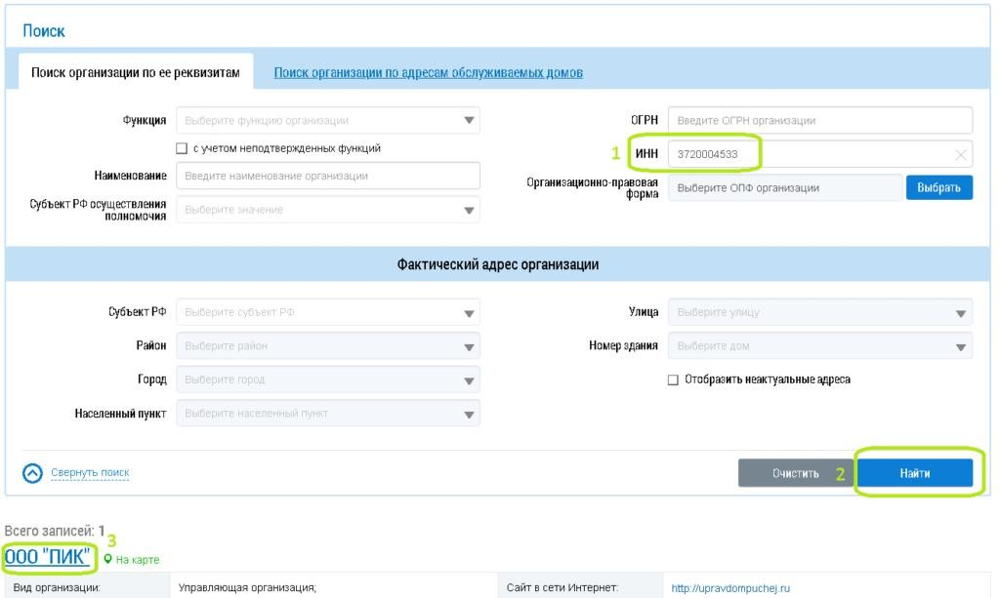 Поиск
Поиск организации по ее реквизитам Поиск организации по адресам обслуживаемых домов
Функция Выберите функцию организации
с учетом неподтвержденных функций
Наименование Введите наименование организации
Субъект РФ осуществления полномочия Выберите значение
ОГРН Введите ОГРН организации
1 ИНН 3720004533
Организационно-правовая форма Выберите ОПФ организации Выбрать
Фактический адрес организации
Субъект РФ Выберите субъект РФ
Район Выберите район
Город Выберите город
Населенный пункт Выберите населенный пункт
Улица Выберите улицу
Номер здания Выберите дом
Отобразить неактуальные адреса
Свернуть поиск Очистить 2 Найти
Всего записей: 1
3
ООО "ПИК" На карте
Вид организации: Управляющая организация; Сайт в сети Интернет: http://upravdompuchej.ru